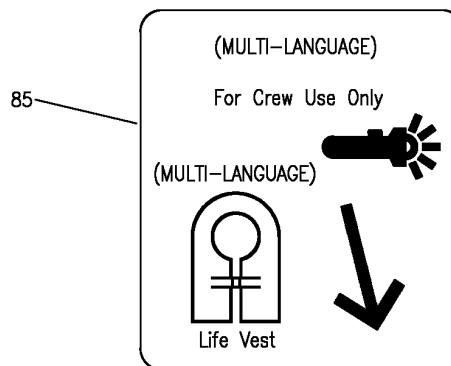 (MULTI-LANGUAGE)
For Crew Use Only
85
(MULTI-LANGUAGE)
Life Vest